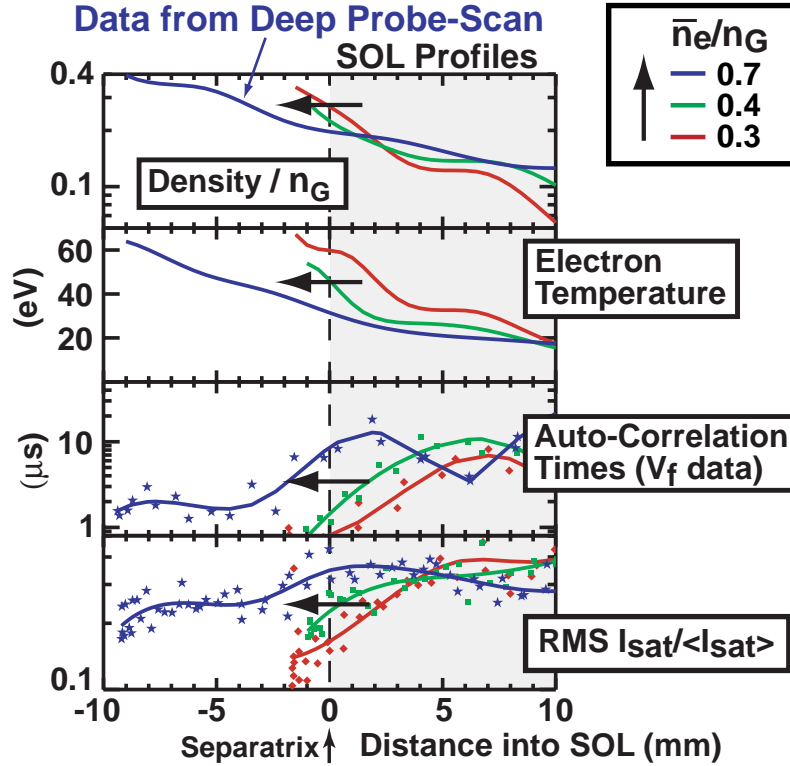 Data from Deep Probe-Scan
SOL Profiles
n̅e/nG
0.7
0.4
0.3
0.4
0.1
Density / nG
60
40
20
(eV)
Electron
Temperature
10
1
(μs)
Auto-Correlation
Times (Vf data)
0.1
RMS Isat/<Isat>
-10 -5 0 5 10
Separatrix
Distance into SOL (mm)